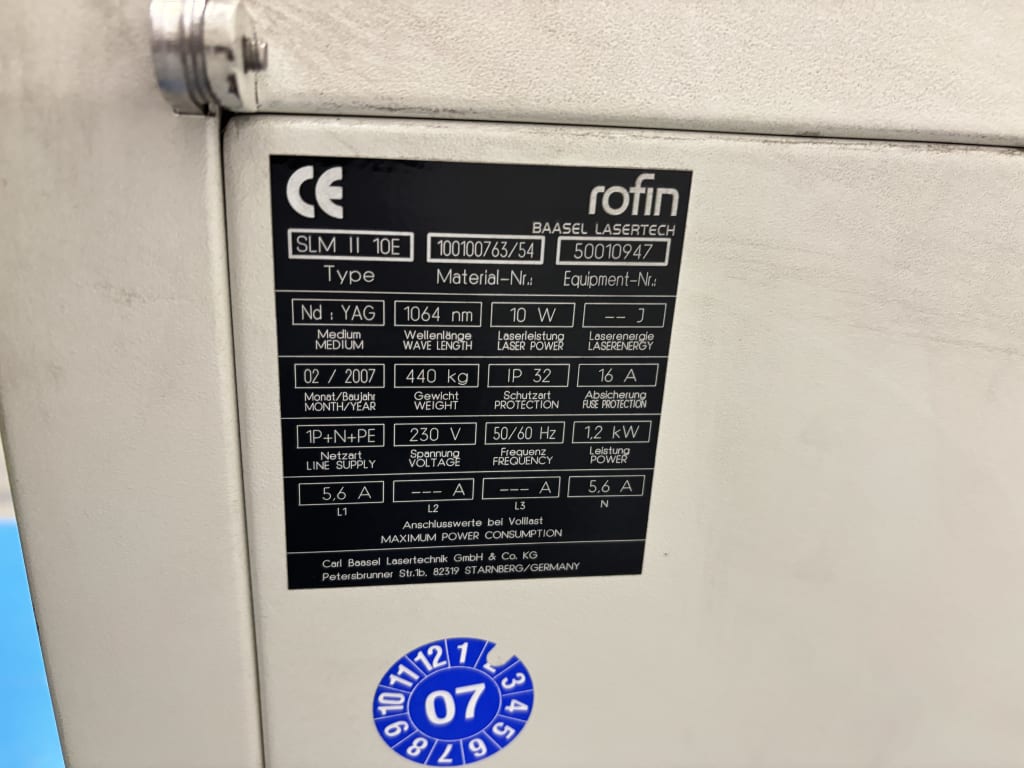 CE
rofin
BAASEL LASERTECH
SLM II 10E 100100763/54 50010947
Type Material-Nr.: Equipment-Nr.:
Nd : YAG 1064 nm 10 W -- J
Medium Wellenlänge Laserleistung Laserenergie
MEDIUM WAVE LENGTH LASER POWER LASERENERGY
02 / 2007 440 kg IP 32 16 A
Monat/Baujahr Gewicht Schutzart Absicherung
MONTH/YEAR WEIGHT PROTECTION FUSE PROTECTION
1P+N+PE 230 V 50/60 Hz 1,2 kW
Netzart Spannung Frequenz Leistung
LINE SUPPLY VOLTAGE FREQUENCY POWER
5,6 A --- A --- A 5,6 A
L1 L2 L3 N
Anschlusswerte bei Volllast
MAXIMUM POWER CONSUMPTION
Carl Baasel Lasertechnik GmbH & Co. KG
Petersbrunner Str.1b, 82319 STARNBERG/GERMANY
12 1 2 3 4 5 6 7 8 9 10 11
07